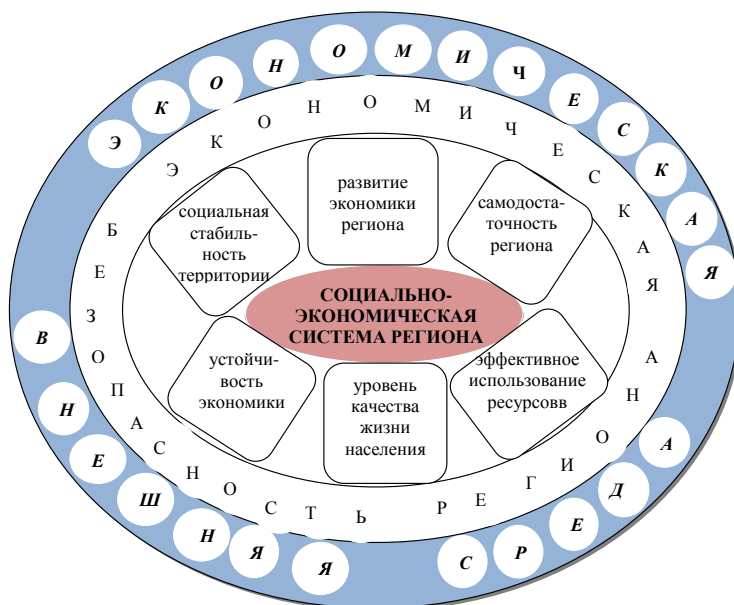 ВНЕШНЯЯ
ЭКОНОМИЧЕСКАЯ
СРЕДА
ЭКОНОМИЧЕСКАЯ
БЕЗОПАСНОСТЬ
РЕГИОНА
социальная
стабиль-
ность
территории
развитие
экономики
региона
самодоста-
точность
региона
СОЦИАЛЬНО-
ЭКОНОМИЧЕСКАЯ
СИСТЕМА РЕГИОНА
устойчи-
вость
экономики
уровень
качества
жизни
населения
эффективное
использование
ресурсовв